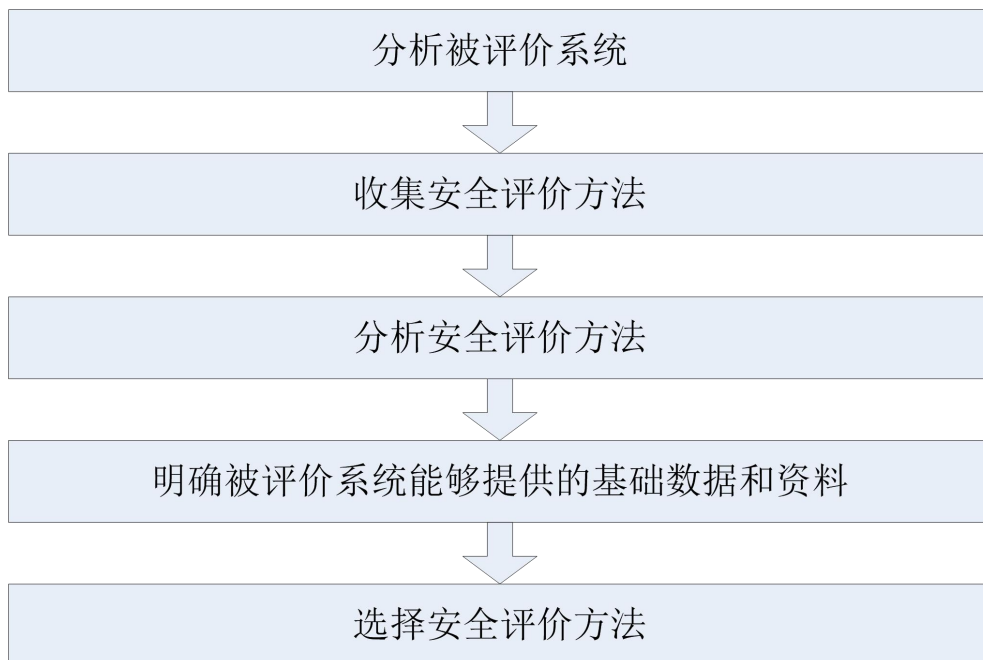 分析被评价系统
收集安全评价方法
分析安全评价方法
明确被评价系统能够提供的基础数据和资料
选择安全评价方法